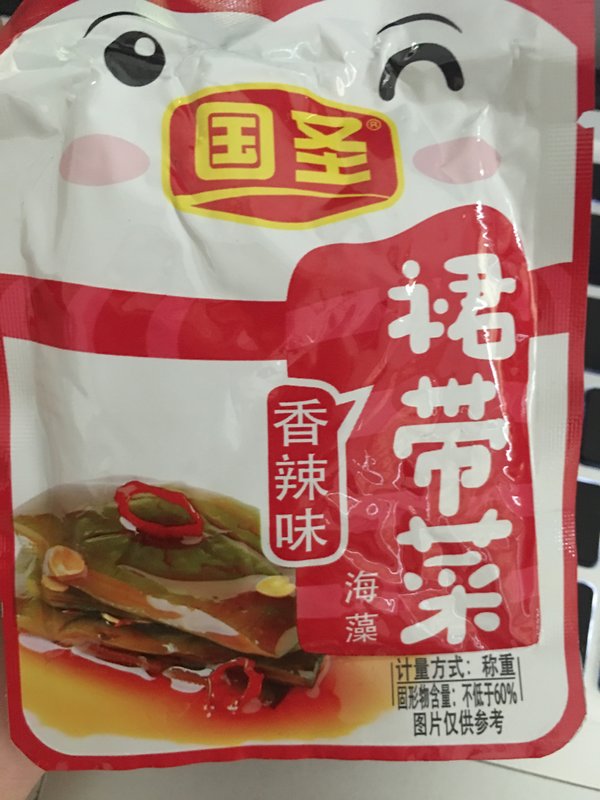 国圣®
裙带菜
香辣味
海藻
计量方式：称重
固形物含量：不低于60%
图片仅供参考